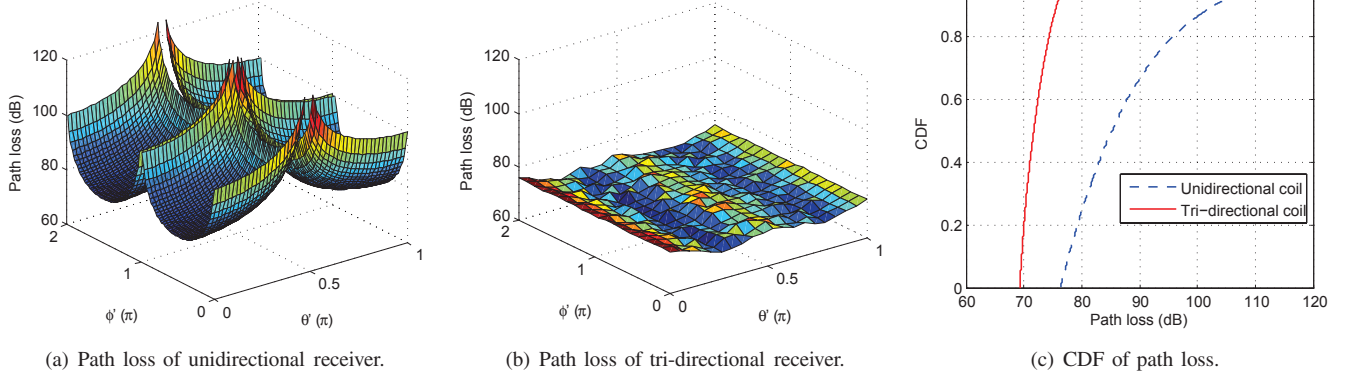 120
100
80
60
Path loss (dB)
2
1
0
ϕ' (π)
0
0.5
1
θ' (π)
(a) Path loss of unidirectional receiver.
120
100
80
60
Path loss (dB)
2
1
0
ϕ' (π)
0
0.5
1
θ' (π)
(b) Path loss of tri-directional receiver.
0.8
0.6
0.4
0.2
0
CDF
Unidirectional coil
Tri−directional coil
60 70 80 90 100 110 120
Path loss (dB)
(c) CDF of path loss.